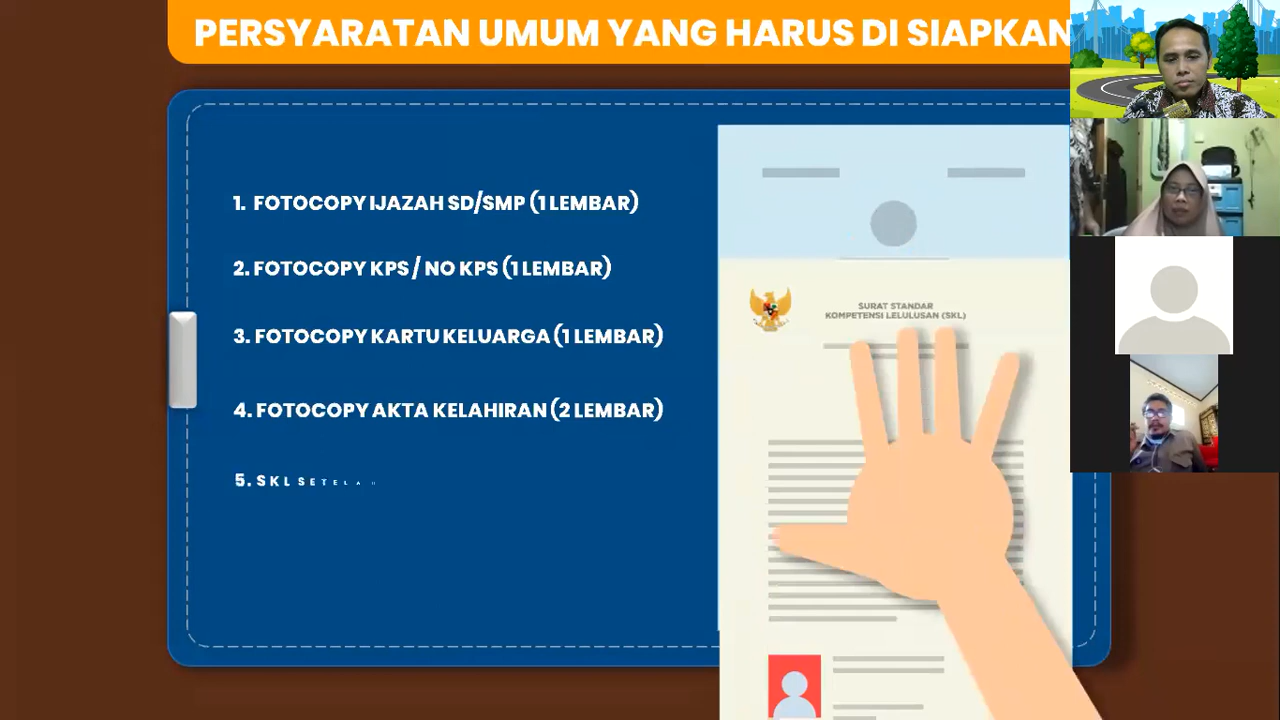 PERSYARATAN UMUM YANG HARUS DI SIAPKAN
1. FOTOCOPY IJAZAH SD/SMP (1 LEMBAR)
2. FOTOCOPY KPS / NO KPS (1 LEMBAR)
3. FOTOCOPY KARTU KELUARGA (1 LEMBAR)
4. FOTOCOPY AKTA KELAHIRAN (2 LEMBAR)
5. SKL SETELA
SURAT STANDAR
KOMPETENSI LELULUSAN (SKL)